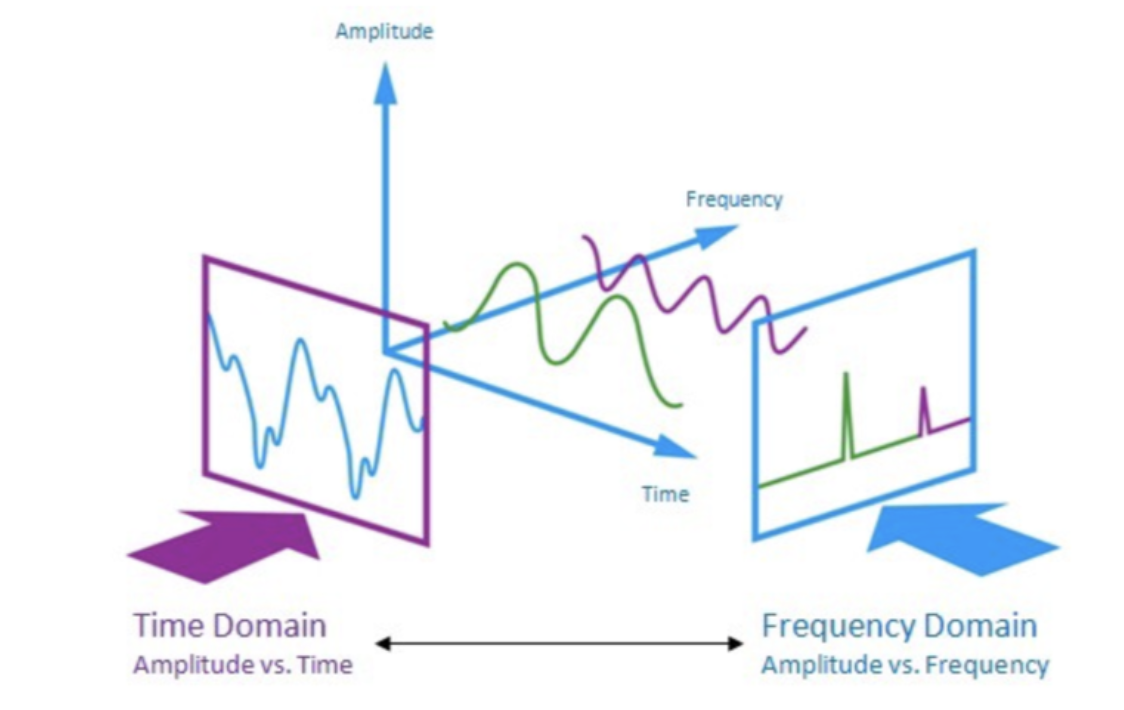 Amplitude
Frequency
Time
Time Domain
Amplitude vs. Time
Frequency Domain
Amplitude vs. Frequency